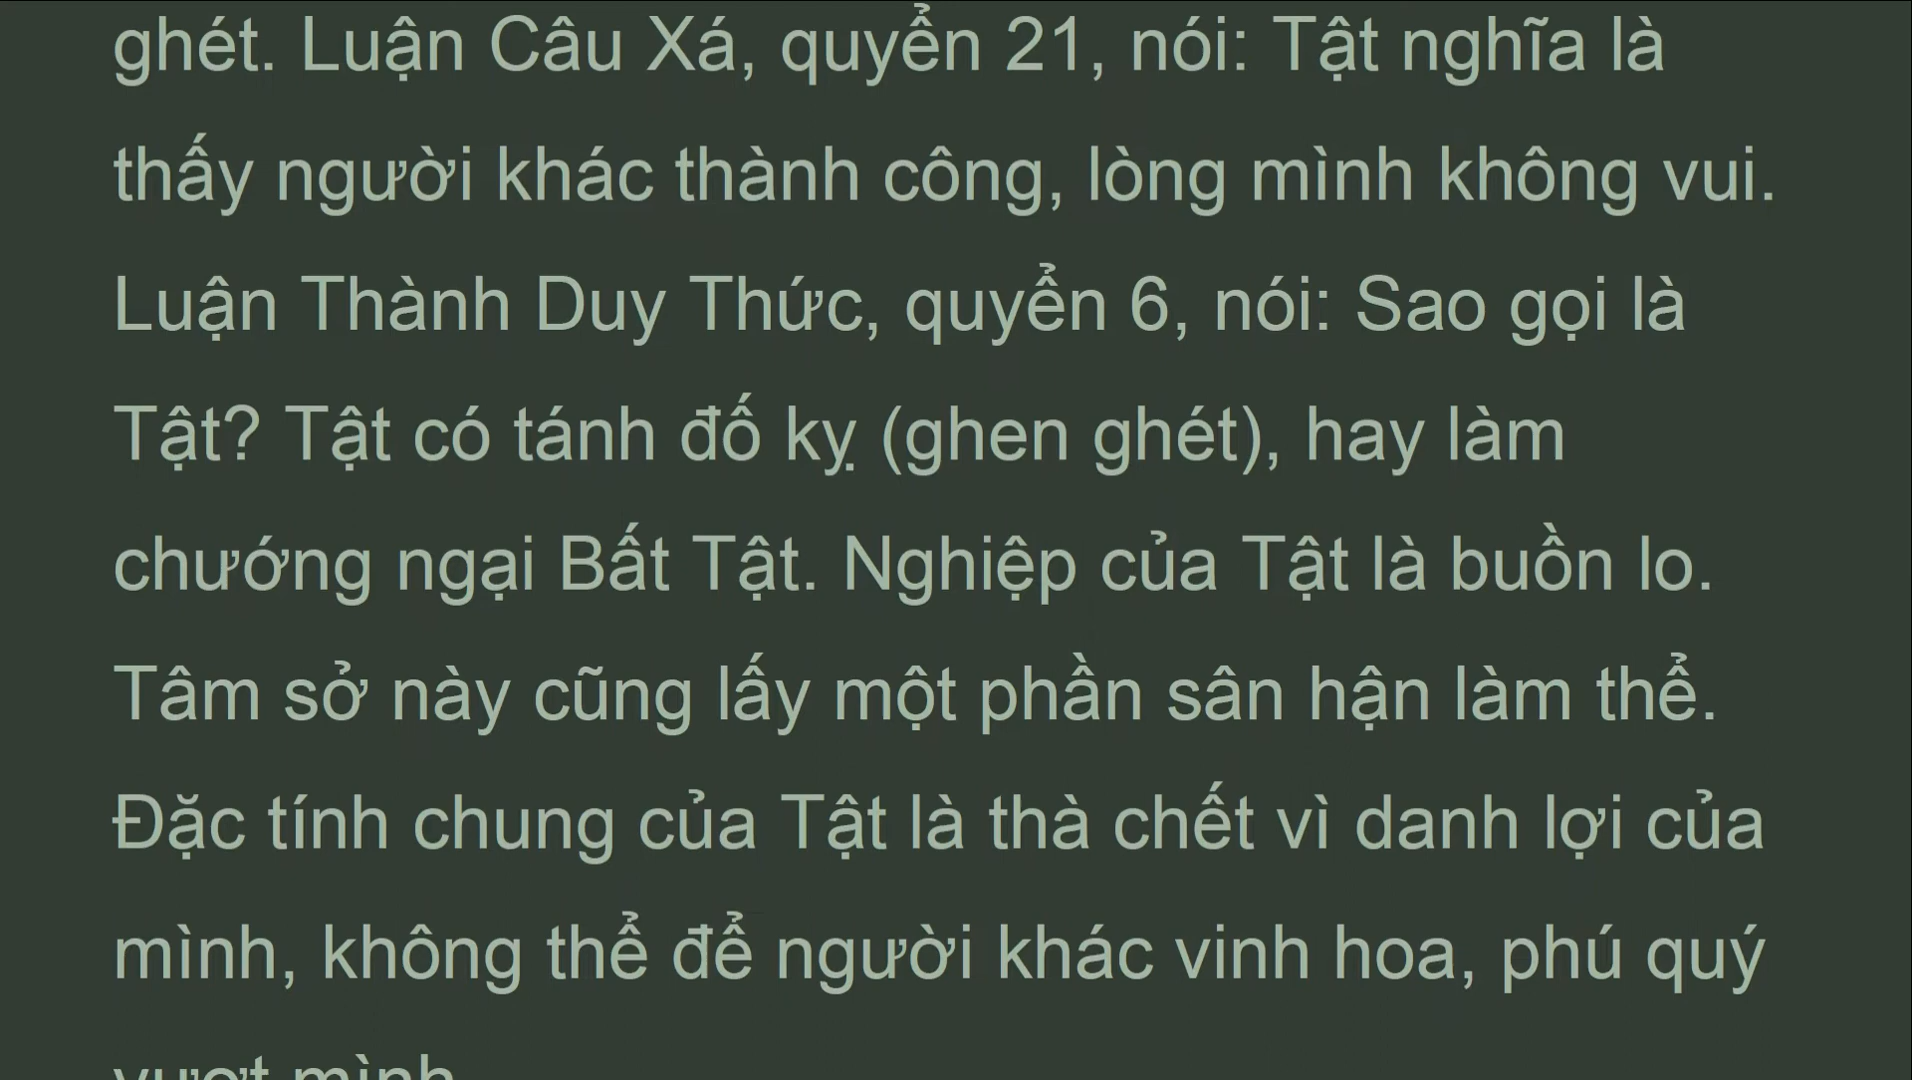 ghét. Luận Câu Xá, quyển 21, nói: Tật nghĩa là
thấy người khác thành công, lòng mình không vui.
Luận Thành Duy Thức, quyển 6, nói: Sao gọi là
Tật? Tật có tánh đố kỵ (ghen ghét), hay làm
chướng ngại Bất Tật. Nghiệp của Tật là buồn lo.
Tâm sở này cũng lấy một phần sân hận làm thể.
Đặc tính chung của Tật là thà chết vì danh lợi của
mình, không thể để người khác vinh hoa, phú quý
vượt mình